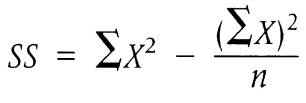 SS = ∑X² − (∑X)² / n